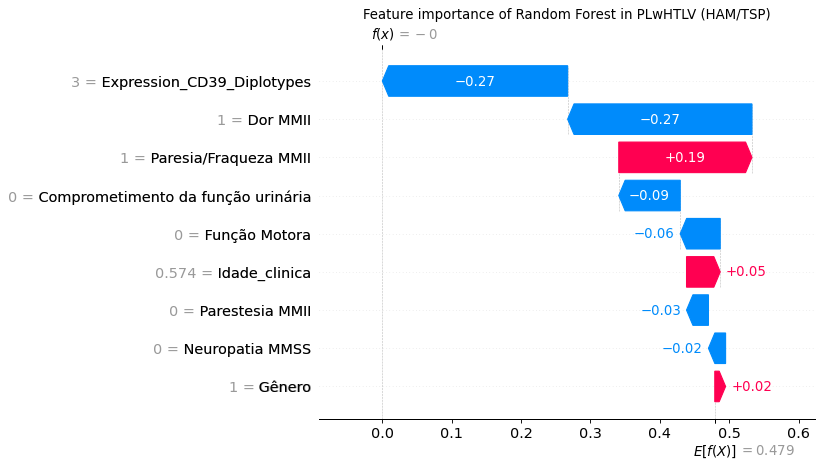 Feature importance of Random Forest in PLwHTLV (HAM/TSP)
f(x) = −0
3 = Expression_CD39_Diplotypes
−0.27
1 = Dor MMII
−0.27
1 = Paresia/Fraqueza MMII
+0.19
0 = Comprometimento da função urinária
−0.09
0 = Função Motora
−0.06
0.574 = Idade_clinica
+0.05
0 = Parestesia MMII
−0.03
0 = Neuropatia MMSS
−0.02
1 = Gênero
+0.02
0.0 0.1 0.2 0.3 0.4 0.5 0.6
E[f(X)] = 0.479